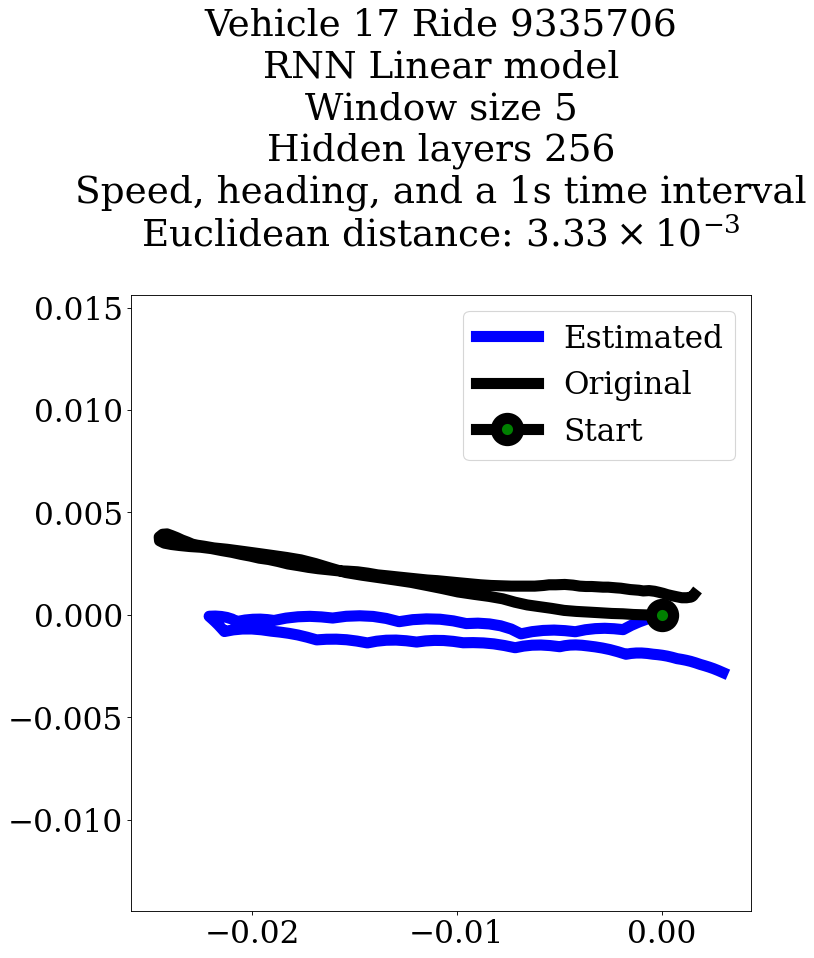 Vehicle 17 Ride 9335706
RNN Linear model
Window size 5
Hidden layers 256
Speed, heading, and a 1s time interval
Euclidean distance: 3.33 × 10⁻³
Estimated
Original
Start
0.015
0.010
0.005
0.000
−0.005
−0.010
−0.02 −0.01 0.00